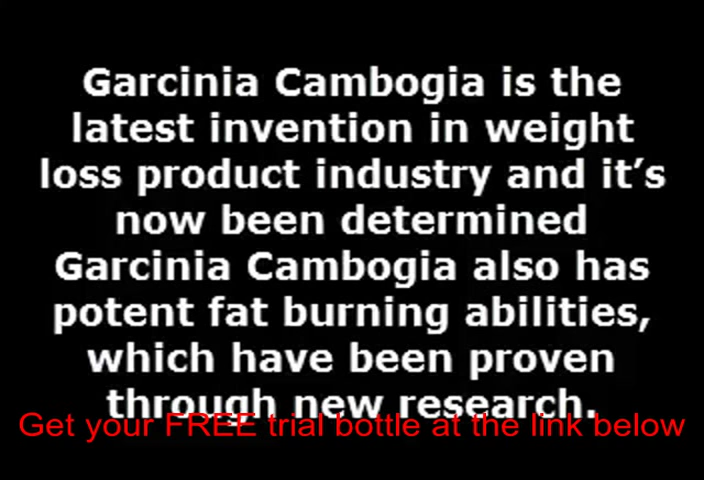 Garcinia Cambogia is the
latest invention in weight
loss product industry and it’s
now been determined
Garcinia Cambogia also has
potent fat burning abilities,
which have been proven
through new research.
Get your FREE trial bottle at the link below